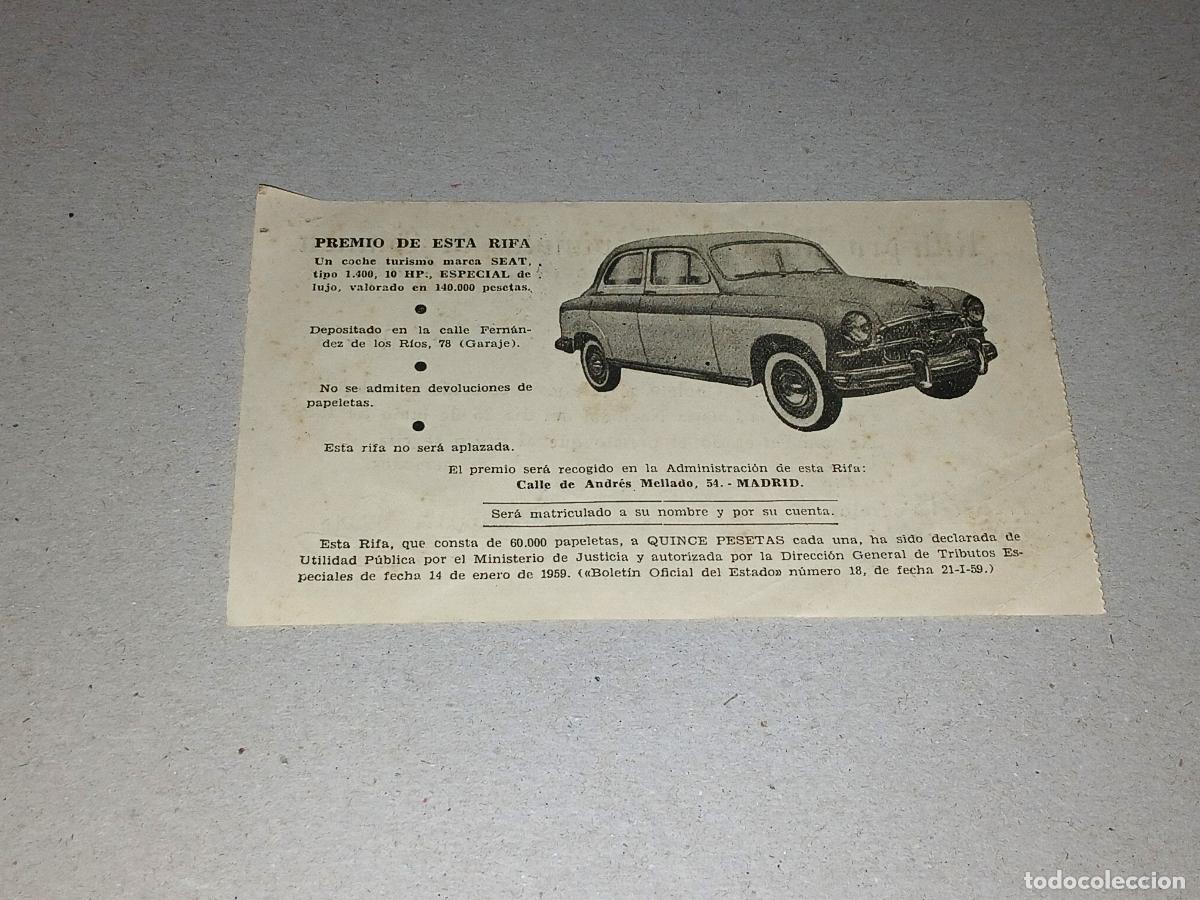 PREMIO DE ESTA RIFA
Un coche turismo marca SEAT,
tipo 1.400, 10 HP., ESPECIAL de
lujo, valorado en 140.000 pesetas.
Depositado en la calle Fernán-
dez de los Ríos, 78 (Garaje).
No se admiten devoluciones de
papeletas.
Esta rifa no será aplazada.
El premio será recogido en la Administración de esta Rifa:
Calle de Andrés Mellado, 54. - MADRID.
Será matriculado a su nombre y por su cuenta.
Esta Rifa, que consta de 60.000 papeletas, a QUINCE PESETAS cada una, ha sido declarada de
Utilidad Pública por el Ministerio de Justicia y autorizada por la Dirección General de Tributos Es-
peciales de fecha 14 de enero de 1959. («Boletín Oficial del Estado» número 18, de fecha 21-I-59.)
todocoleccion